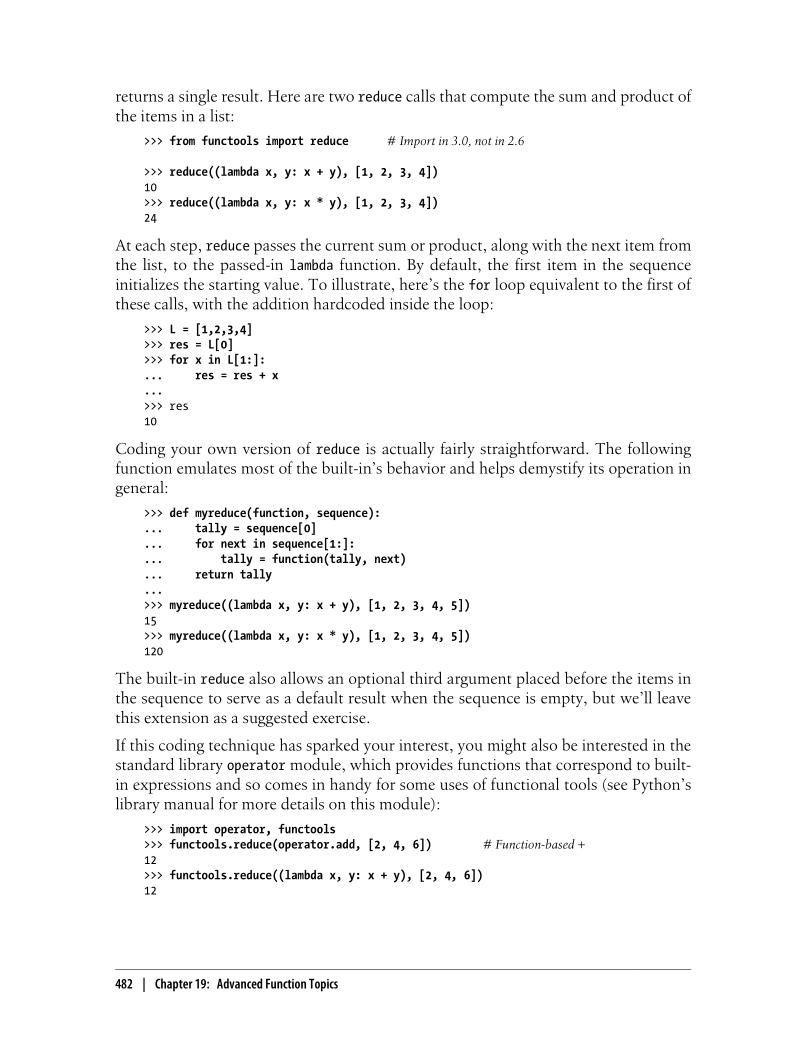 returns a single result. Here are two reduce calls that compute the sum and product of
the items in a list:
>>> from functools import reduce     # Import in 3.0, not in 2.6
>>> reduce((lambda x, y: x + y), [1, 2, 3, 4])
10
>>> reduce((lambda x, y: x * y), [1, 2, 3, 4])
24
At each step, reduce passes the current sum or product, along with the next item from
the list, to the passed-in lambda function. By default, the first item in the sequence
initializes the starting value. To illustrate, here's the for loop equivalent to the first of
these calls, with the addition hardcoded inside the loop:
>>> L = [1,2,3,4]
>>> res = L[0]
>>> for x in L[1:]:
...     res = res + x
...
>>> res
10
Coding your own version of reduce is actually fairly straightforward. The following
function emulates most of the built-in's behavior and helps demystify its operation in
general:
>>> def myreduce(function, sequence):
...     tally = sequence[0]
...     for next in sequence[1:]:
...         tally = function(tally, next)
...     return tally
...
>>> myreduce((lambda x, y: x + y), [1, 2, 3, 4, 5])
15
>>> myreduce((lambda x, y: x * y), [1, 2, 3, 4, 5])
120
The built-in reduce also allows an optional third argument placed before the items in
the sequence to serve as a default result when the sequence is empty, but we'll leave
this extension as a suggested exercise.
If this coding technique has sparked your interest, you might also be interested in the
standard library operator module, which provides functions that correspond to built-
in expressions and so comes in handy for some uses of functional tools (see Python's
library manual for more details on this module):
>>> import operator, functools
>>> functools.reduce(operator.add, [2, 4, 6])     # Function-based +
12
>>> functools.reduce((lambda x, y: x + y), [2, 4, 6])
12
482 | Chapter 19: Advanced Function Topics